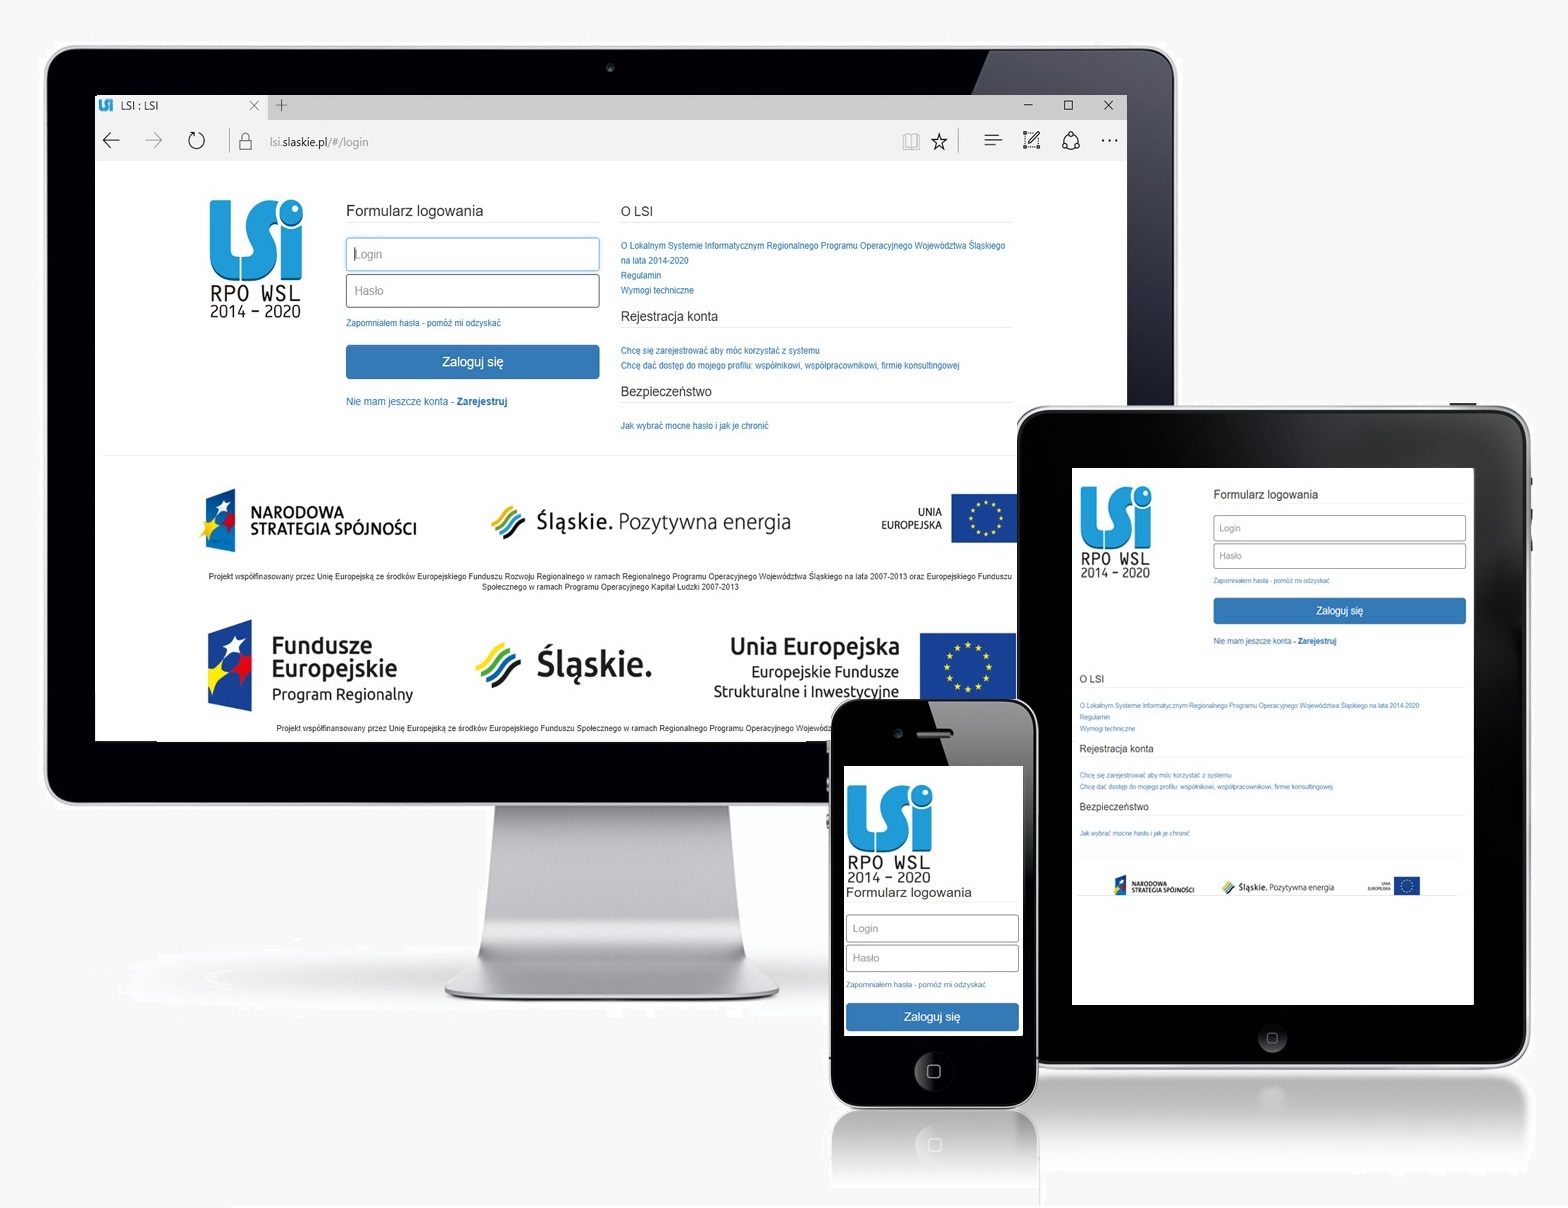 LSI : LSI
lsi.slaskie.pl/#/login
LSi
RPO WSL
2014 – 2020
Formularz logowania
Login
Hasło
Zapomniałem hasła - pomóż mi odzyskać
Zaloguj się
Nie mam jeszcze konta - Zarejestruj
O LSI
O Lokalnym Systemie Informatycznym Regionalnego Programu Operacyjnego Województwa Śląskiego
na lata 2014-2020
Regulamin
Wymogi techniczne
Rejestracja konta
Chcę się zarejestrować aby móc korzystać z systemu
Chcę dać dostęp do mojego profilu: wspólnikowi, współpracownikowi, firmie konsultingowej
Bezpieczeństwo
Jak wybrać mocne hasło i jak je chronić
NARODOWA
STRATEGIA SPÓJNOŚCI
Śląskie. Pozytywna energia
UNIA
EUROPEJSKA
Projekt współfinansowany przez Unię Europejską ze środków Europejskiego Funduszu Rozwoju Regionalnego w ramach Regionalnego Programu Operacyjnego Województwa Śląskiego na lata 2007-2013 oraz Europejskiego Funduszu
Społecznego w ramach Programu Operacyjnego Kapitał Ludzki 2007-2013
Fundusze
Europejskie
Program Regionalny
Śląskie.
Unia Europejska
Europejskie Fundusze
Strukturalne i Inwestycyjne
Projekt współfinansowany przez Unię Europejską ze środków Europejskiego Funduszu Społecznego w ramach Regionalnego Programu Operacyjnego
LSi
RPO WSL
2014 – 2020
Formularz logowania
Login
Hasło
Zapomniałem hasła - pomóż mi odzyskać
Zaloguj się
Nie mam jeszcze konta - Zarejestruj
O LSI
O Lokalnym Systemie Informatycznym Regionalnego Programu Operacyjnego Województwa Śląskiego na lata 2014-2020
Regulamin
Wymogi techniczne
Rejestracja konta
Chcę się zarejestrować aby móc korzystać z systemu
Chcę dać dostęp do mojego profilu: wspólnikowi, współpracownikowi, firmie konsultingowej
Bezpieczeństwo
Jak wybrać mocne hasło i jak je chronić
NARODOWA
STRATEGIA SPÓJNOŚCI
Śląskie. Pozytywna energia
UNIA
EUROPEJSKA
LSi
RPO WSL
2014 – 2020
Formularz logowania
Login
Hasło
Zapomniałem hasła - pomóż mi odzyskać
Zaloguj się